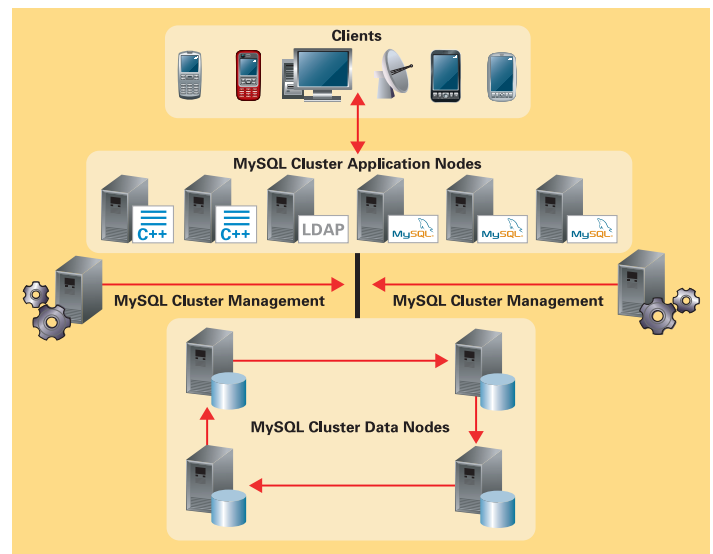 Clients
MySQL Cluster Application Nodes
C++
C++
LDAP
MySQL
MySQL
MySQL
MySQL Cluster Management
MySQL Cluster Management
MySQL Cluster Data Nodes